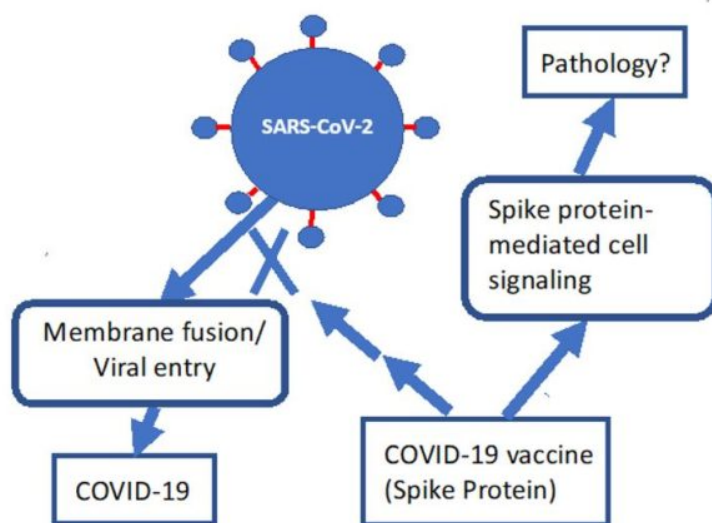 SARS-CoV-2
Pathology?
Spike protein-
mediated cell
signaling
Membrane fusion/
Viral entry
COVID-19 vaccine
(Spike Protein)
COVID-19